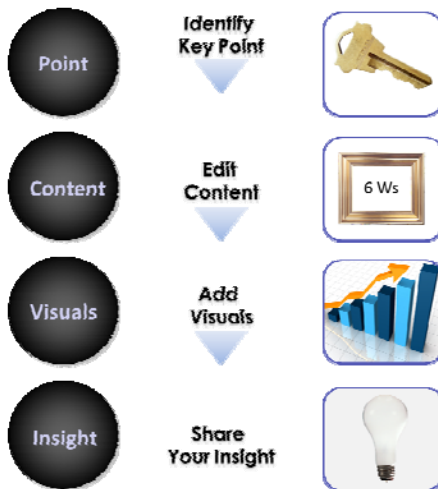 Point
Identify
Key Point
Content
Edit
Content
6 Ws
Visuals
Add
Visuals
Insight
Share
Your Insight